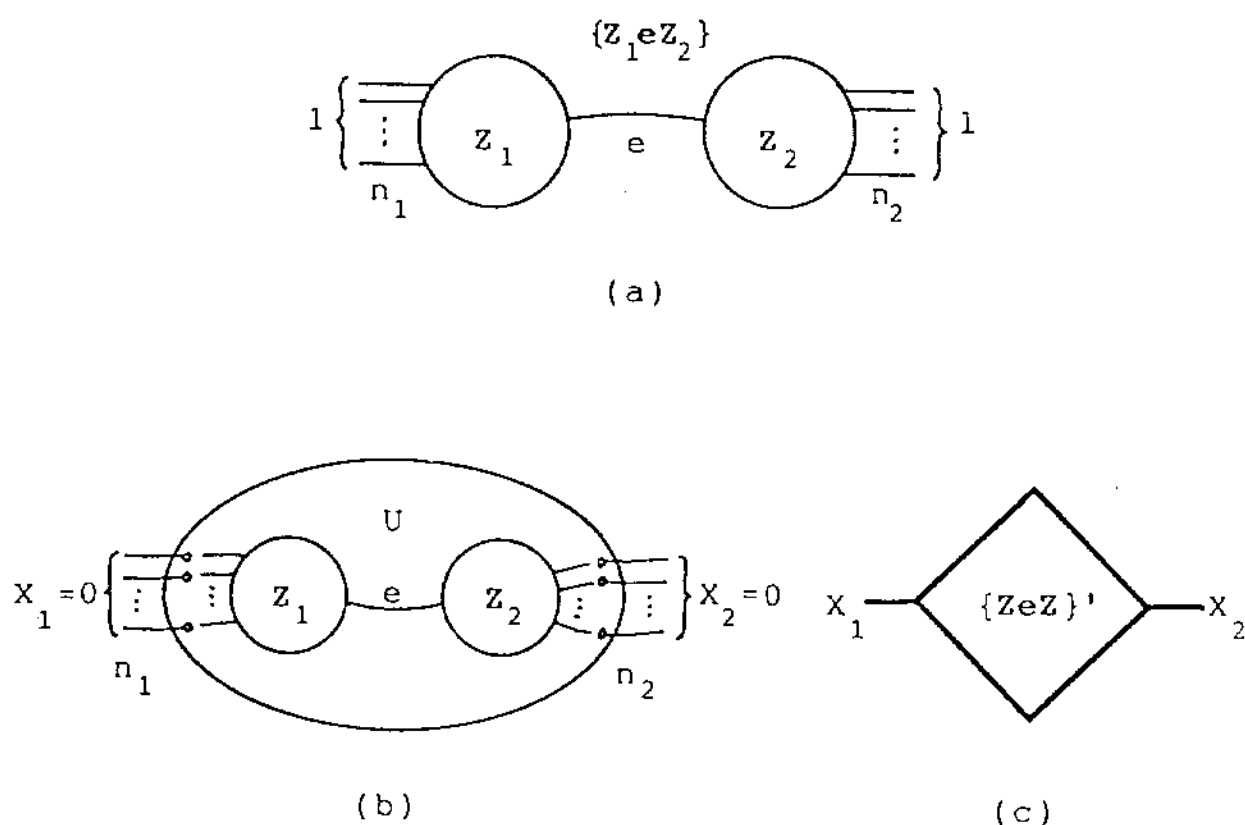 {Z₁eZ₂}
1 { ⋮ Z₁ e Z₂ ⋮ } 1
n₁ n₂
(a)
U
X₁=0 { ⋮ ⋮ Z₁ e Z₂ ⋮ ⋮ } X₂=0
n₁ n₂
X₁ {ZeZ}' X₂
(b)
(c)